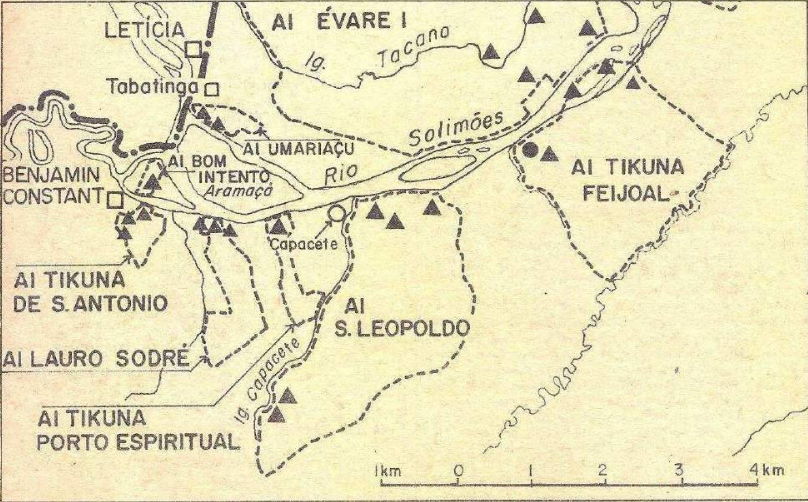 LETÍCIA
AI ÉVARE I
Ig. Tacana
Tabatinga
Rio Solimões
AI UMARIAÇU
AI BOM
INTENTO
Aramaçá
BENJAMIN
CONSTANT
AI TIKUNA
FEIJOAL
Capacete
AI TIKUNA
DE S. ANTONIO
AI
S. LEOPOLDO
AI LAURO SODRÉ
Ig. Capacete
AI TIKUNA
PORTO ESPIRITUAL
1km 0 1 2 3 4km